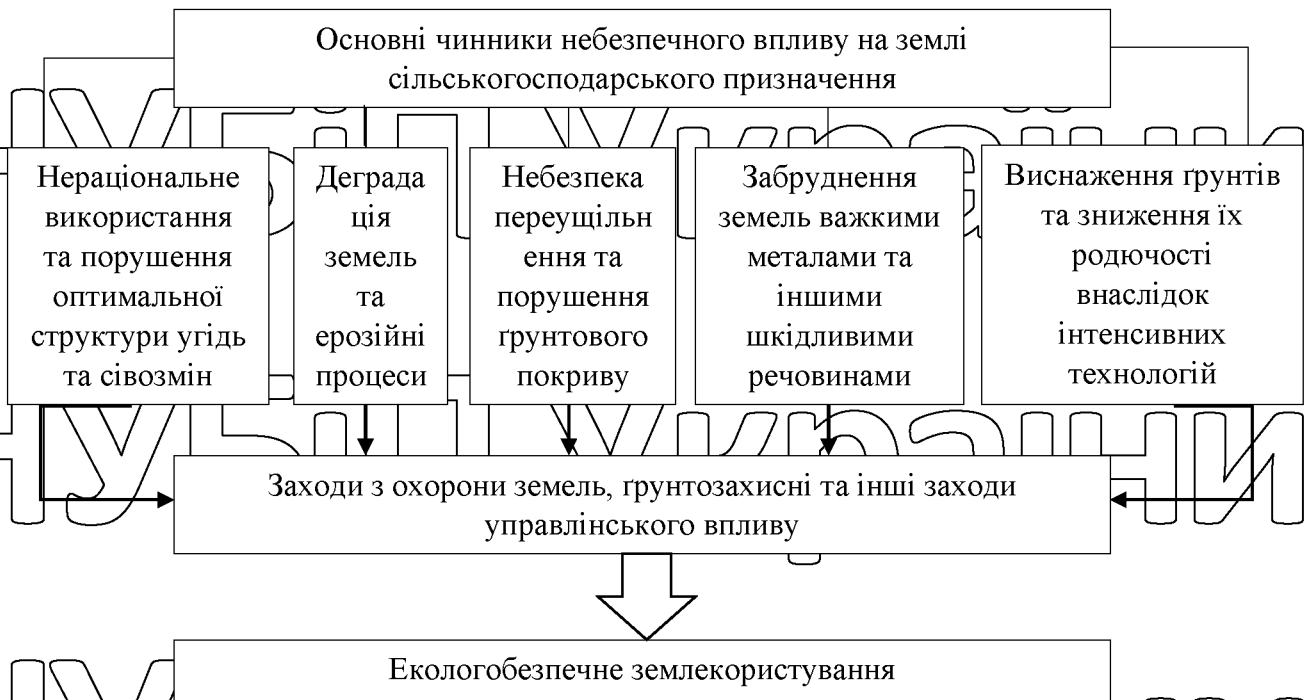 Основні чинники небезпечного впливу на землі
сільськогосподарського призначення
Нераціональне
використання
та порушення
оптимальної
структури угідь
та сівозмін
Деграда
ція
земель
та
ерозійні
процеси
Небезпека
переущільн
ення та
порушення
ґрунтового
покриву
Забруднення
земель важкими
металами та
іншими
шкідливими
речовинами
Виснаження ґрунтів
та зниження їх
родючості
внаслідок
інтенсивних
технологій
Заходи з охорони земель, ґрунтозахисні та інші заходи
управлінського впливу
Екологобезпечне землекористування